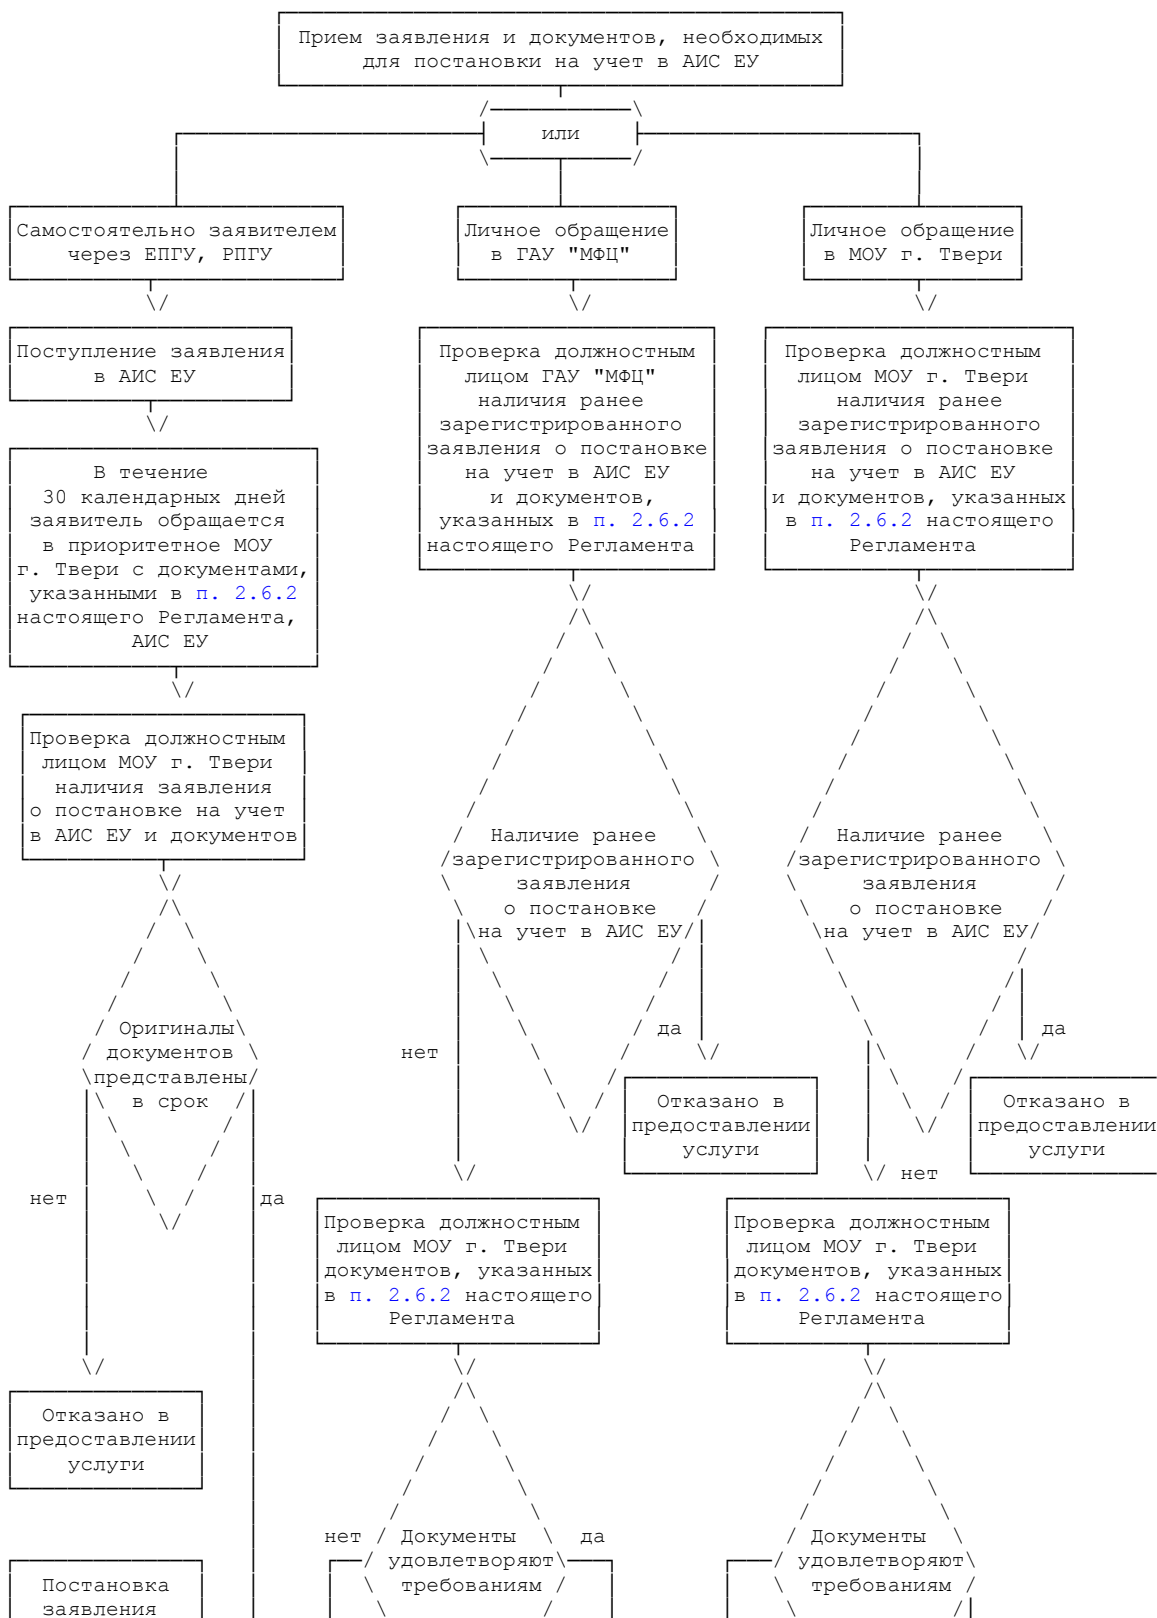 Прием заявления и документов, необходимых
для постановки на учет в АИС ЕУ
или
Самостоятельно заявителем
через ЕПГУ, РПГУ
Личное обращение
в ГАУ "МФЦ"
Личное обращение
в МОУ г. Твери
Поступление заявления
в АИС ЕУ
Проверка должностным
лицом ГАУ "МФЦ"
наличия ранее
зарегистрированного
заявления о постановке
на учет в АИС ЕУ
и документов,
указанных в п. 2.6.2
настоящего Регламента
Проверка должностным
лицом МОУ г. Твери
наличия ранее
зарегистрированного
заявления о постановке
на учет в АИС ЕУ
и документов, указанных
в п. 2.6.2 настоящего
Регламента
В течение
30 календарных дней
заявитель обращается
в приоритетное МОУ
г. Твери с документами,
указанными в п. 2.6.2
настоящего Регламента,
АИС ЕУ
Проверка должностным
лицом МОУ г. Твери
наличия заявления
о постановке на учет
в АИС ЕУ и документов
Наличие ранее
зарегистрированного
заявления
о постановке
на учет в АИС ЕУ
Наличие ранее
зарегистрированного
заявления
о постановке
на учет в АИС ЕУ
Оригиналы
документов
представлены
в срок
нет
да
да
Отказано в
предоставлении
услуги
Отказано в
предоставлении
услуги
нет
нет
да
Проверка должностным
лицом МОУ г. Твери
документов, указанных
в п. 2.6.2 настоящего
Регламента
Проверка должностным
лицом МОУ г. Твери
документов, указанных
в п. 2.6.2 настоящего
Регламента
Отказано в
предоставлении
услуги
нет
Документы
удовлетворяют
требованиям
да
Документы
удовлетворяют
требованиям
Постановка
заявления